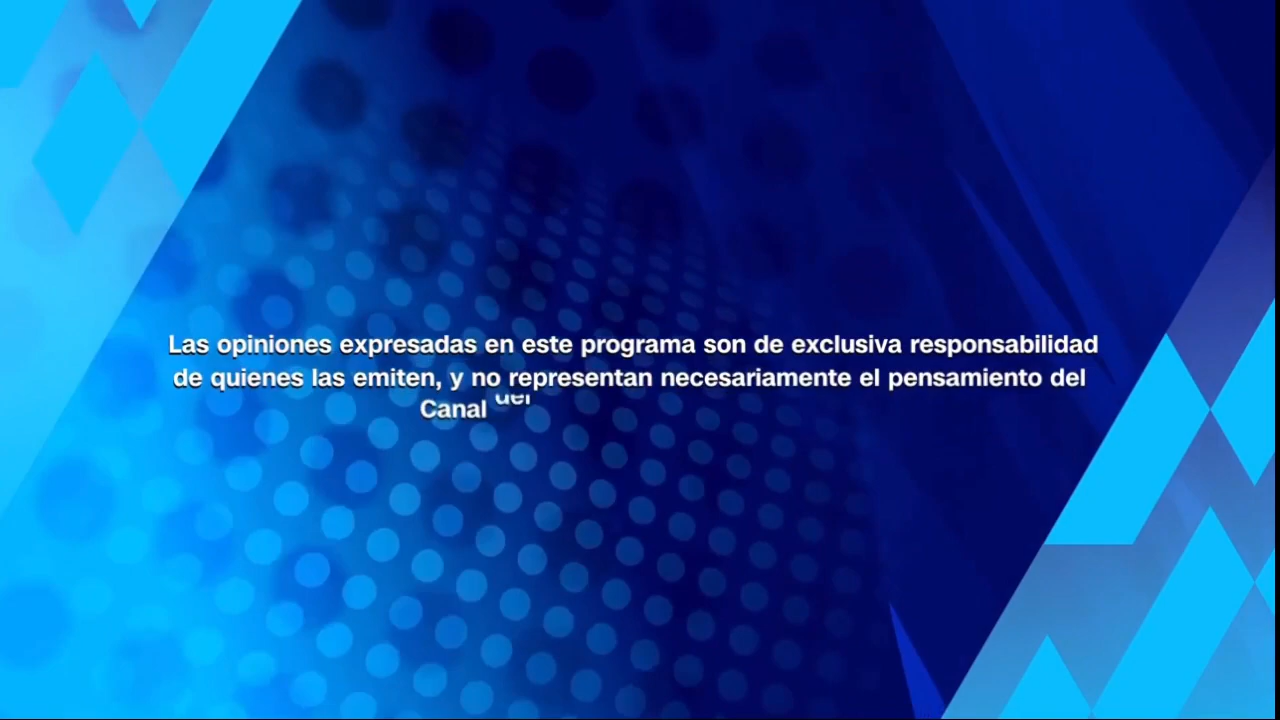 Las opiniones expresadas en este programa son de exclusiva responsabilidad
de quienes las emiten, y no representan necesariamente el pensamiento del
Canal